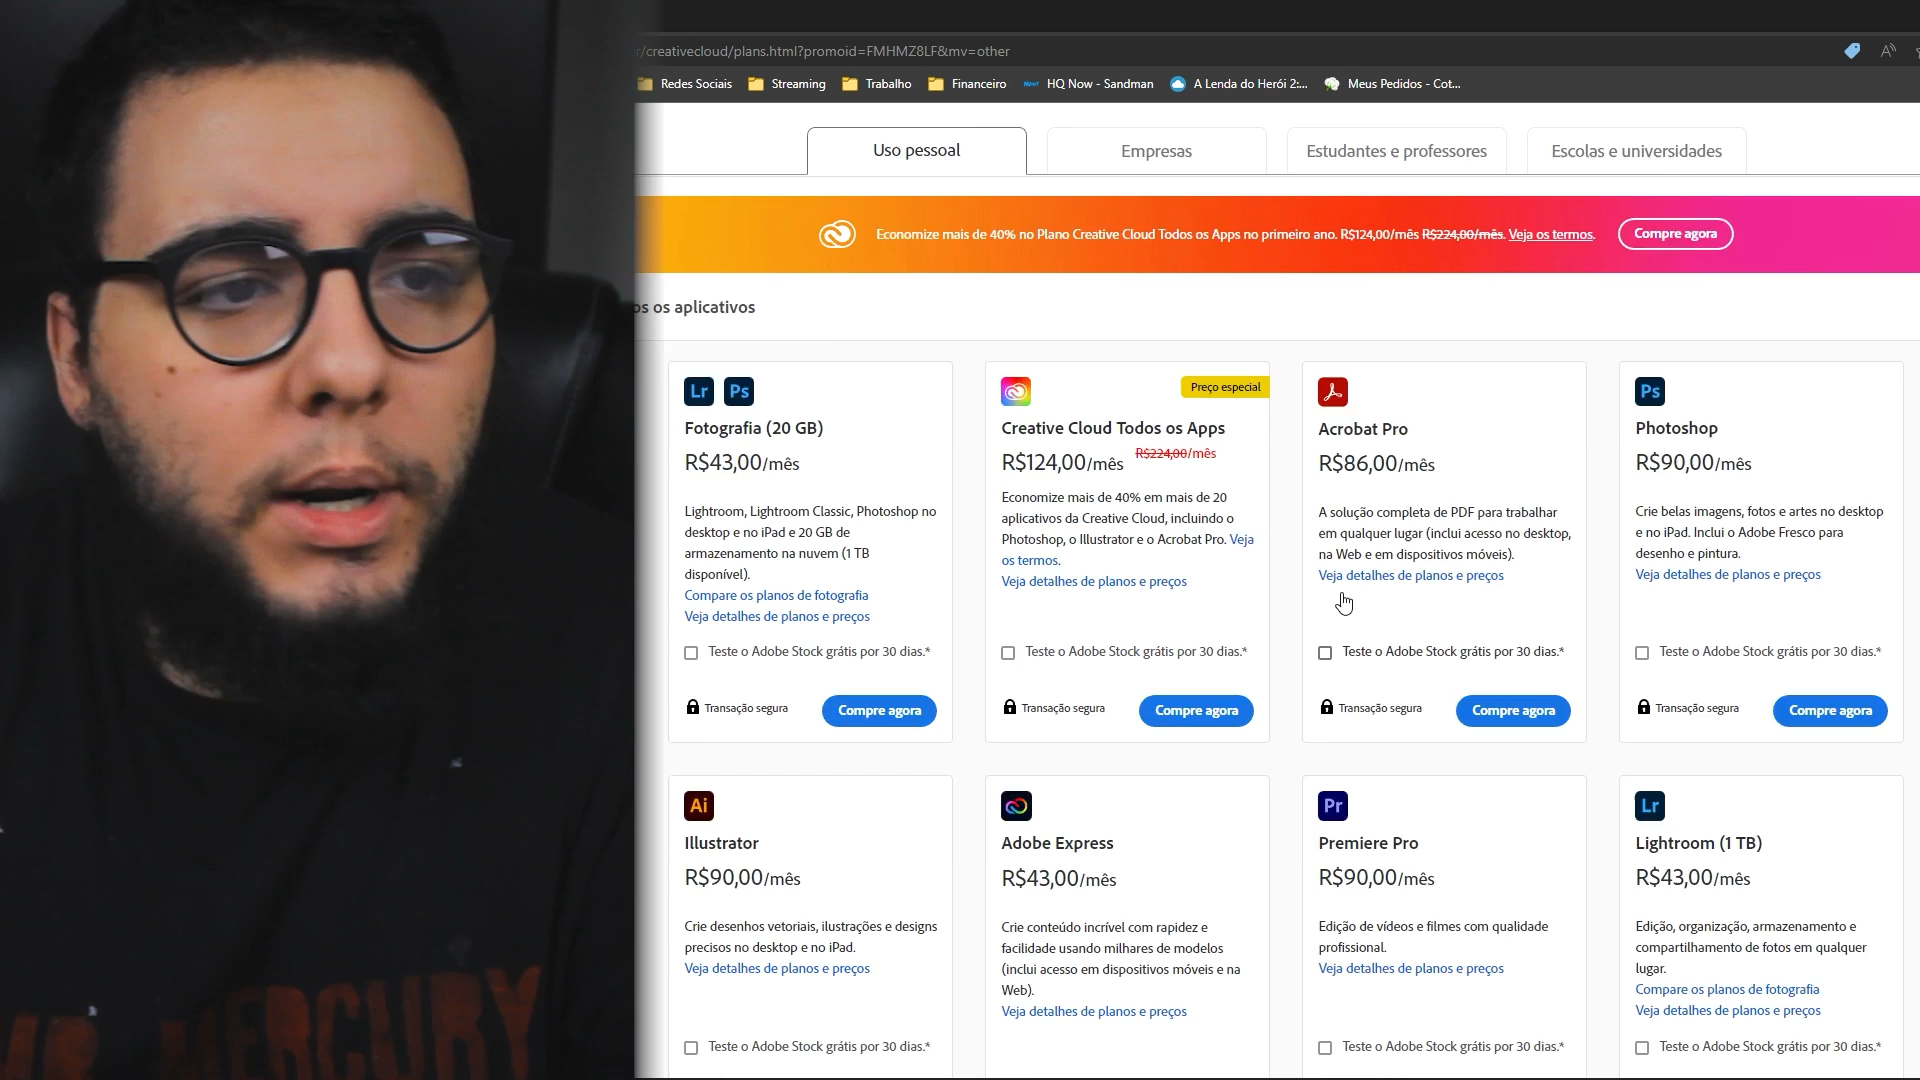 r/creativecloud/plans.html?promoid=FMHMZ8LF&mv=other
Redes Sociais
Streaming
Trabalho
Financeiro
HQ Now - Sandman
A Lenda do Herói 2:...
Meus Pedidos - Cot...
Uso pessoal
Empresas
Estudantes e professores
Escolas e universidades
Economize mais de 40% no Plano Creative Cloud Todos os Apps no primeiro ano. R$124,00/mês R$224,00/mês. Veja os termos.
Compre agora
os os aplicativos
Lr Ps
Fotografia (20 GB)
R$43,00/mês
Lightroom, Lightroom Classic, Photoshop no
desktop e no iPad e 20 GB de
armazenamento na nuvem (1 TB
disponível).
Compare os planos de fotografia
Veja detalhes de planos e preços
Teste o Adobe Stock grátis por 30 dias.*
Transação segura
Compre agora
Preço especial
Creative Cloud Todos os Apps
R$124,00/mês R$224,00/mês
Economize mais de 40% em mais de 20
aplicativos da Creative Cloud, incluindo o
Photoshop, o Illustrator e o Acrobat Pro. Veja
os termos.
Veja detalhes de planos e preços
Teste o Adobe Stock grátis por 30 dias.*
Transação segura
Compre agora
Acrobat Pro
R$86,00/mês
A solução completa de PDF para trabalhar
em qualquer lugar (inclui acesso no desktop,
na Web e em dispositivos móveis).
Veja detalhes de planos e preços
Teste o Adobe Stock grátis por 30 dias.*
Transação segura
Compre agora
Ps
Photoshop
R$90,00/mês
Crie belas imagens, fotos e artes no desktop
e no iPad. Inclui o Adobe Fresco para
desenho e pintura.
Veja detalhes de planos e preços
Teste o Adobe Stock grátis por 30 dias.*
Transação segura
Compre agora
Ai
Illustrator
R$90,00/mês
Crie desenhos vetoriais, ilustrações e designs
precisos no desktop e no iPad.
Veja detalhes de planos e preços
Teste o Adobe Stock grátis por 30 dias.*
Adobe Express
R$43,00/mês
Crie conteúdo incrível com rapidez e
facilidade usando milhares de modelos
(inclui acesso em dispositivos móveis e na
Web).
Veja detalhes de planos e preços
Pr
Premiere Pro
R$90,00/mês
Edição de vídeos e filmes com qualidade
profissional.
Veja detalhes de planos e preços
Teste o Adobe Stock grátis por 30 dias.*
Lr
Lightroom (1 TB)
R$43,00/mês
Edição, organização, armazenamento e
compartilhamento de fotos em qualquer
lugar.
Compare os planos de fotografia
Veja detalhes de planos e preços
Teste o Adobe Stock grátis por 30 dias.*
MERCURY